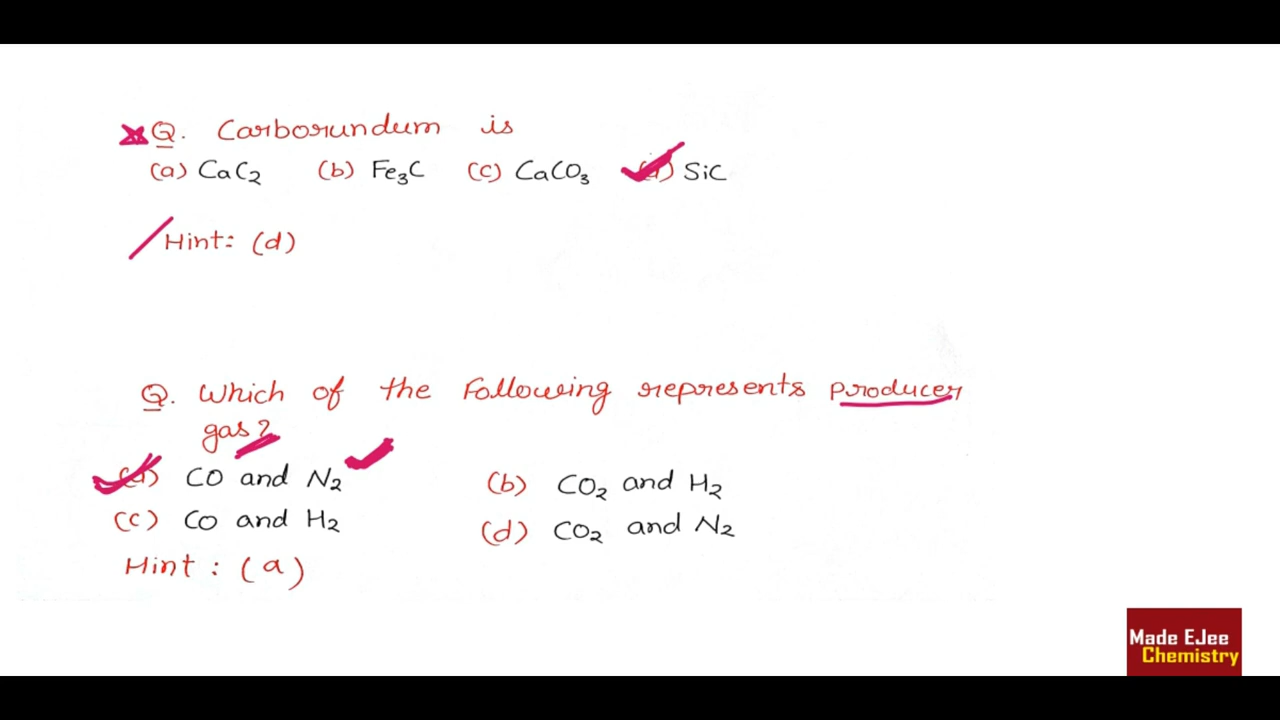 Q. Carborundum is
(a) CaC₂ (b) Fe₃C (c) CaCO₃ (d) SiC
Hint: (d)
Q. Which of the following represents producer
gas?
(a) CO and N₂ (b) CO₂ and H₂
(c) CO and H₂ (d) CO₂ and N₂
Hint : (a)
Made EJee
Chemistry